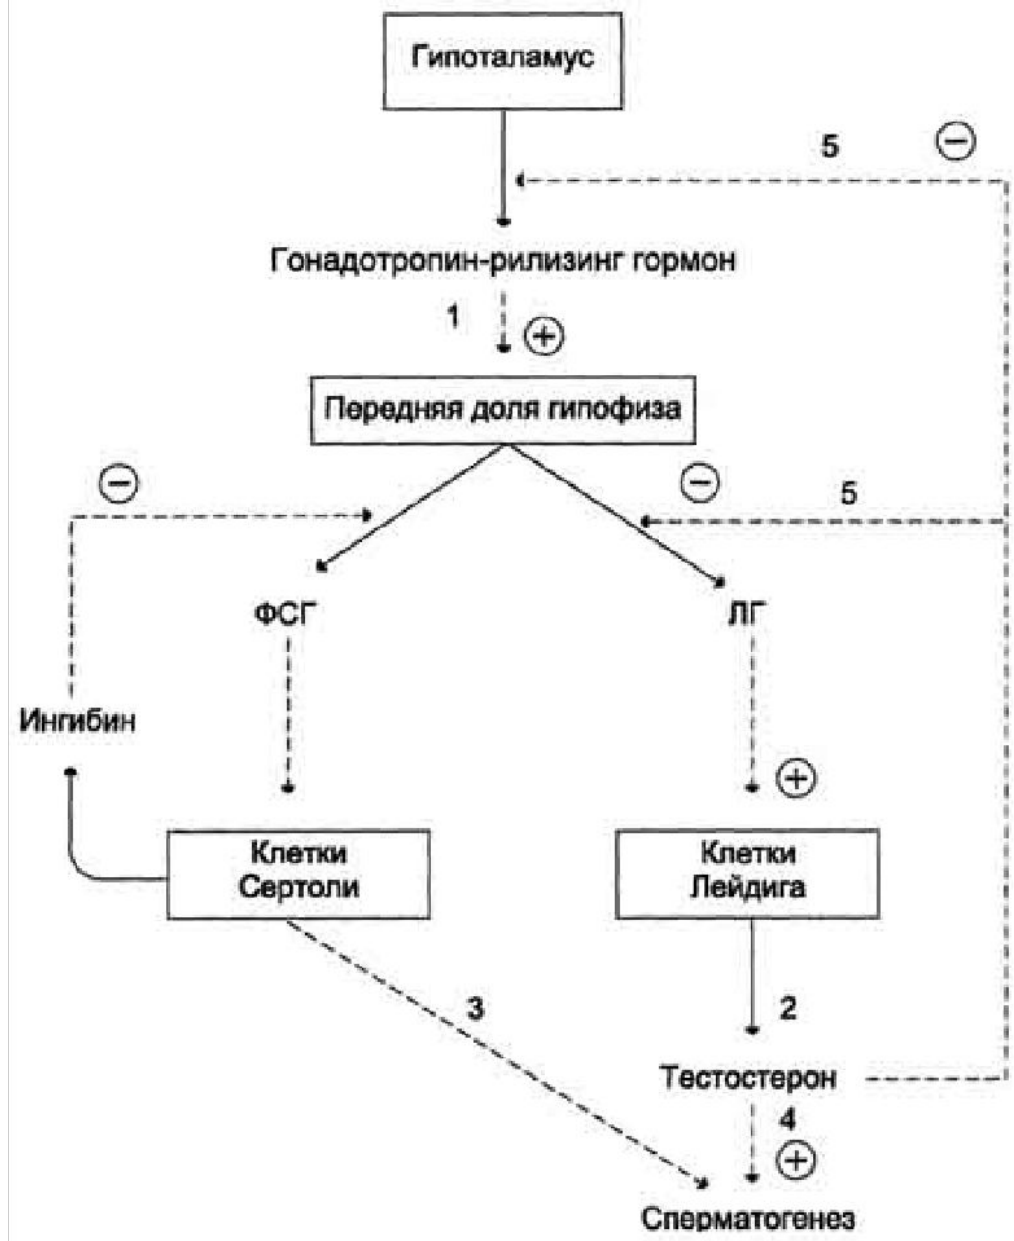 Гипоталамус
5
−
Гонадотропин-рилизинг гормон
1
+
Передняя доля гипофиза
−
−
5
ФСГ
ЛГ
Ингибин
+
Клетки
Сертоли
Клетки
Лейдига
3
2
Тестостерон
4
+
Сперматогенез